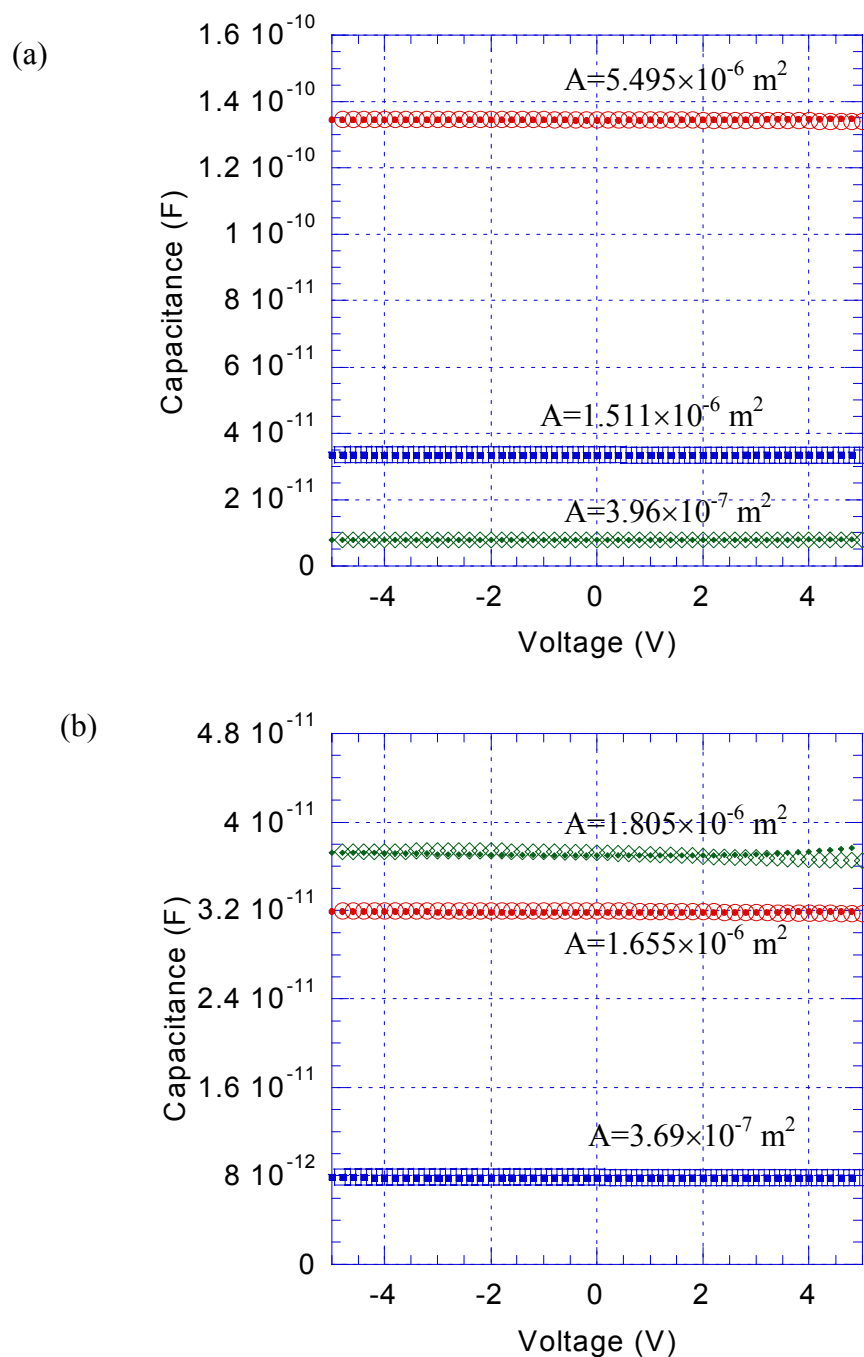 (a)
1.6 10⁻¹⁰
1.4 10⁻¹⁰
1.2 10⁻¹⁰
1 10⁻¹⁰
8 10⁻¹¹
6 10⁻¹¹
4 10⁻¹¹
2 10⁻¹¹
0
Capacitance (F)
A=5.495×10⁻⁶ m²
A=1.511×10⁻⁶ m²
A=3.96×10⁻⁷ m²
-4 -2 0 2 4
Voltage (V)
(b)
4.8 10⁻¹¹
4 10⁻¹¹
3.2 10⁻¹¹
2.4 10⁻¹¹
1.6 10⁻¹¹
8 10⁻¹²
0
Capacitance (F)
A=1.805×10⁻⁶ m²
A=1.655×10⁻⁶ m²
A=3.69×10⁻⁷ m²
-4 -2 0 2 4
Voltage (V)